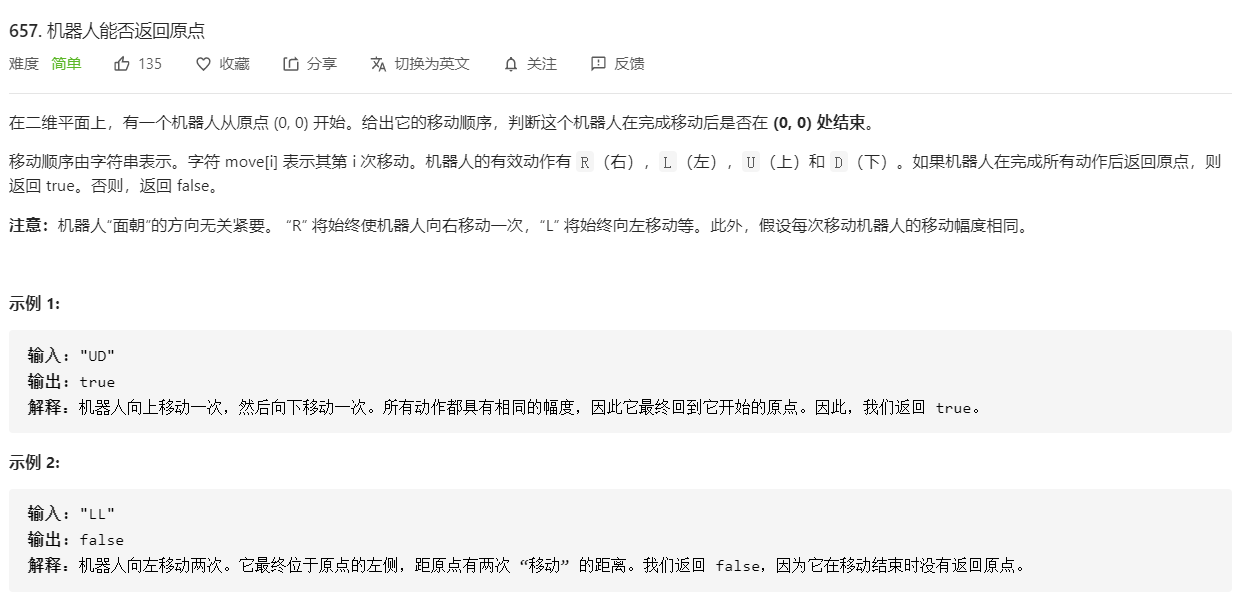 657. 机器人能否返回原点
难度 简单 135 收藏 分享 切换为英文 关注 反馈
在二维平面上，有一个机器人从原点 (0, 0) 开始。给出它的移动顺序，判断这个机器人在完成移动后是否在 (0, 0) 处结束。
移动顺序由字符串表示。字符 move[i] 表示其第 i 次移动。机器人的有效动作有 R（右），L（左），U（上）和 D（下）。如果机器人在完成所有动作后返回原点，则
返回 true。否则，返回 false。
注意：机器人“面朝”的方向无关紧要。 “R” 将始终使机器人向右移动一次，“L” 将始终向左移动等。此外，假设每次移动机器人的移动幅度相同。
示例 1:
输入: "UD"
输出: true
解释：机器人向上移动一次，然后向下移动一次。所有动作都具有相同的幅度，因此它最终回到它开始的原点。因此，我们返回 true。
示例 2:
输入: "LL"
输出: false
解释：机器人向左移动两次。它最终位于原点的左侧，距原点有两次 “移动” 的距离。我们返回 false，因为它在移动结束时没有返回原点。